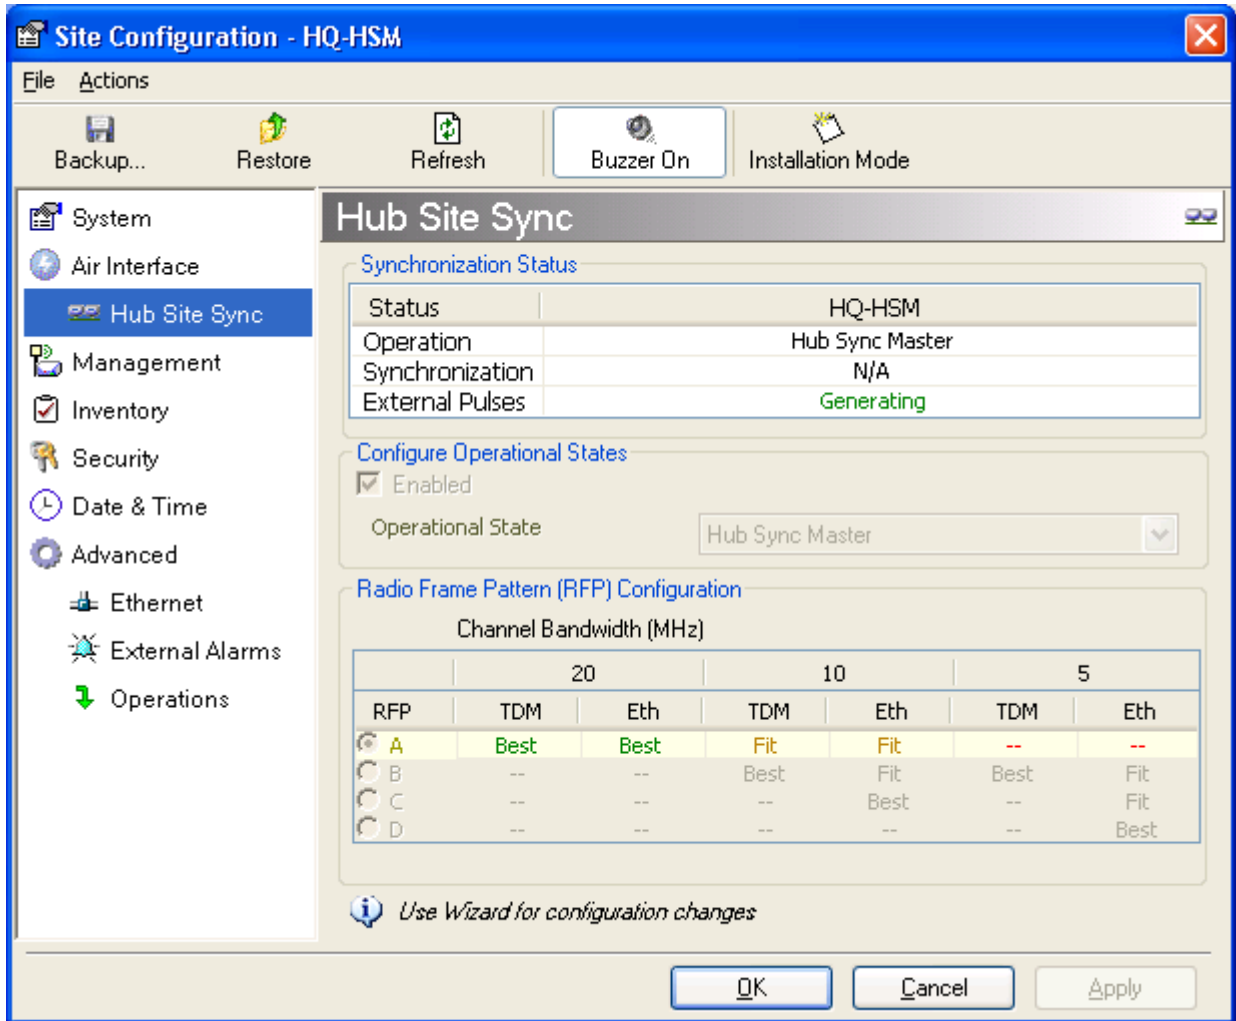 Site Configuration - HQ-HSM
File Actions
Backup... Restore Refresh Buzzer On Installation Mode
System
Air Interface
Hub Site Sync
Management
Inventory
Security
Date & Time
Advanced
Ethernet
External Alarms
Operations
Hub Site Sync
Synchronization Status
Status HQ-HSM
Operation Hub Sync Master
Synchronization N/A
External Pulses Generating
Configure Operational States
Enabled
Operational State Hub Sync Master
Radio Frame Pattern (RFP) Configuration
Channel Bandwidth (MHz)
20 10 5
RFP TDM Eth TDM Eth TDM Eth
A Best Best Fit Fit -- --
B -- -- Best Fit Best Fit
C -- -- -- Best -- Fit
D -- -- -- -- -- Best
Use Wizard for configuration changes
OK Cancel Apply